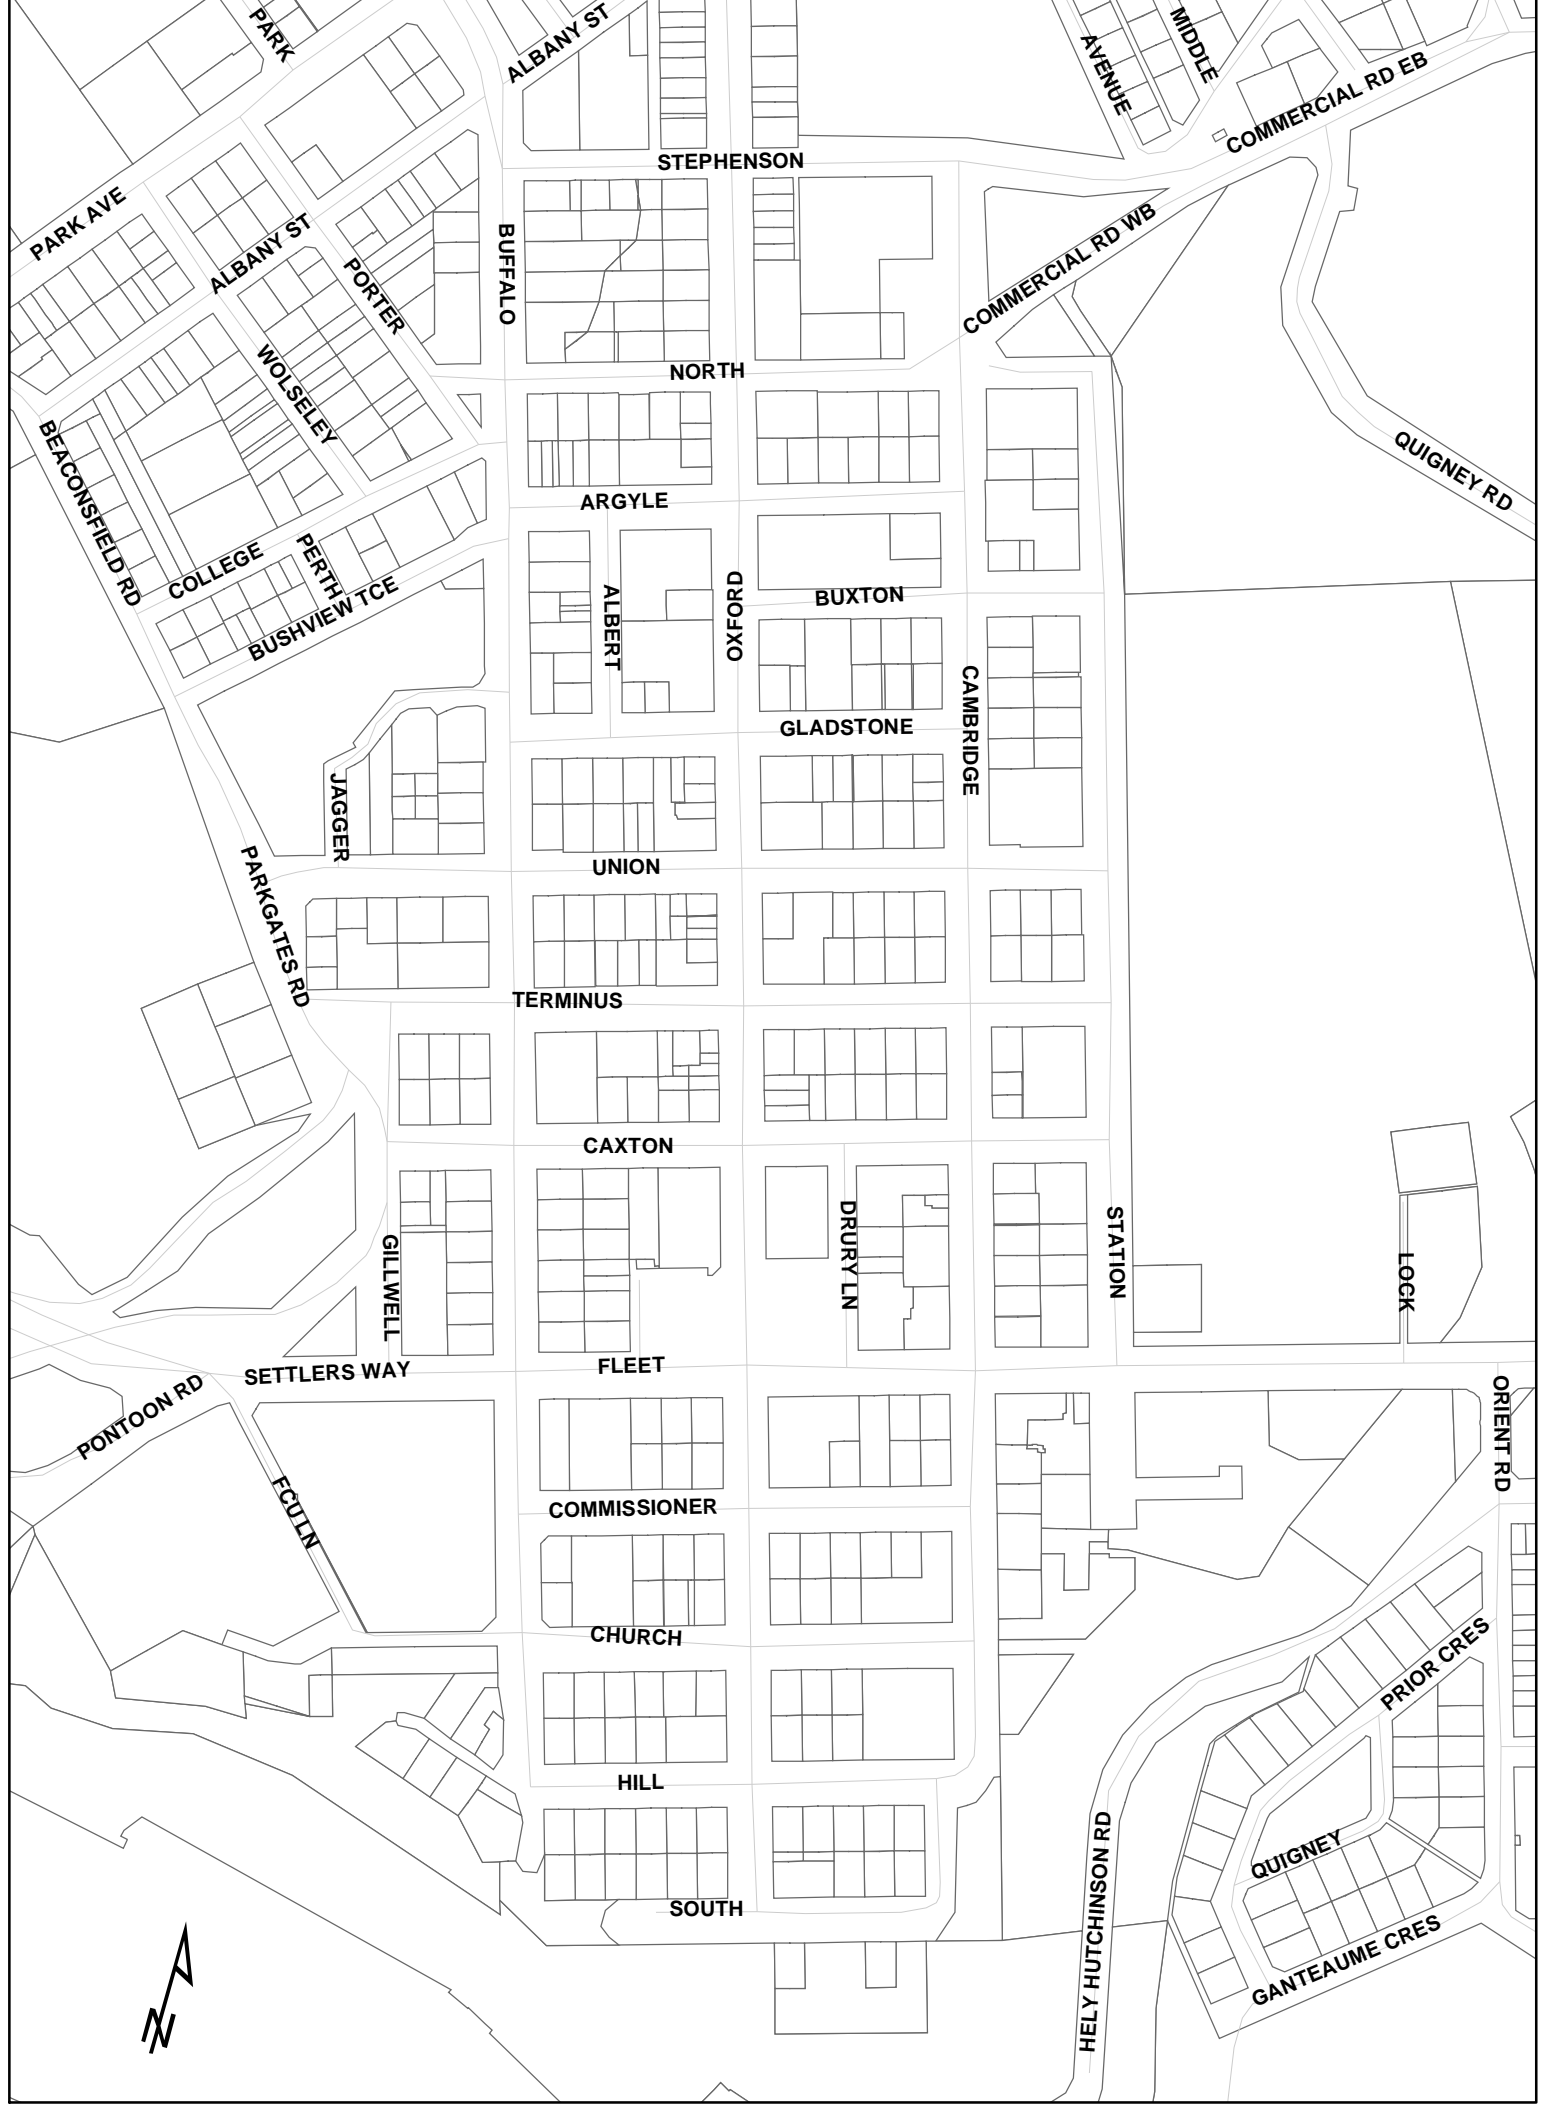 PARK
ALBANY ST
AVENUE
MIDDLE
COMMERCIAL RD EB
STEPHENSON
PARK AVE
ALBANY ST
PORTER
BUFFALO
COMMERCIAL RD WB
WOLSELEY
NORTH
BEACONSFIELD RD
QUIGNEY RD
ARGYLE
COLLEGE
PERTH
BUSHVIEW TCE
ALBERT
OXFORD
BUXTON
CAMBRIDGE
GLADSTONE
JAGGER
UNION
PARKGATES RD
TERMINUS
CAXTON
DRURY LN
STATION
GILLWELL
LOCK
SETTLERS WAY
FLEET
PONTOON RD
ORIENT RD
FCU LN
COMMISSIONER
CHURCH
PRIOR CRES
HILL
HELY HUTCHINSON RD
QUIGNEY
SOUTH
GANTEAUME CRES
N